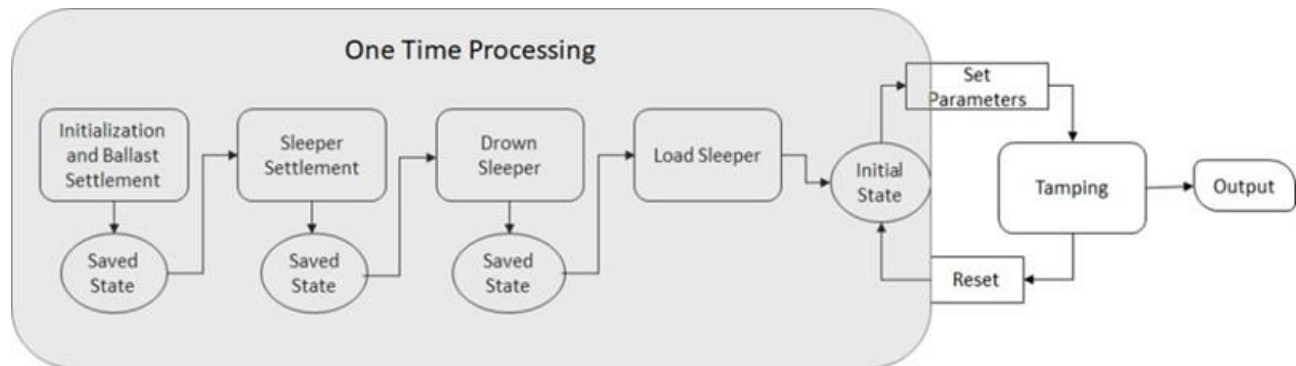 One Time Processing
Initialization
and Ballast
Settlement
Sleeper
Settlement
Drown
Sleeper
Load Sleeper
Initial
State
Set
Parameters
Tamping
Output
Saved
State
Saved
State
Saved
State
Reset